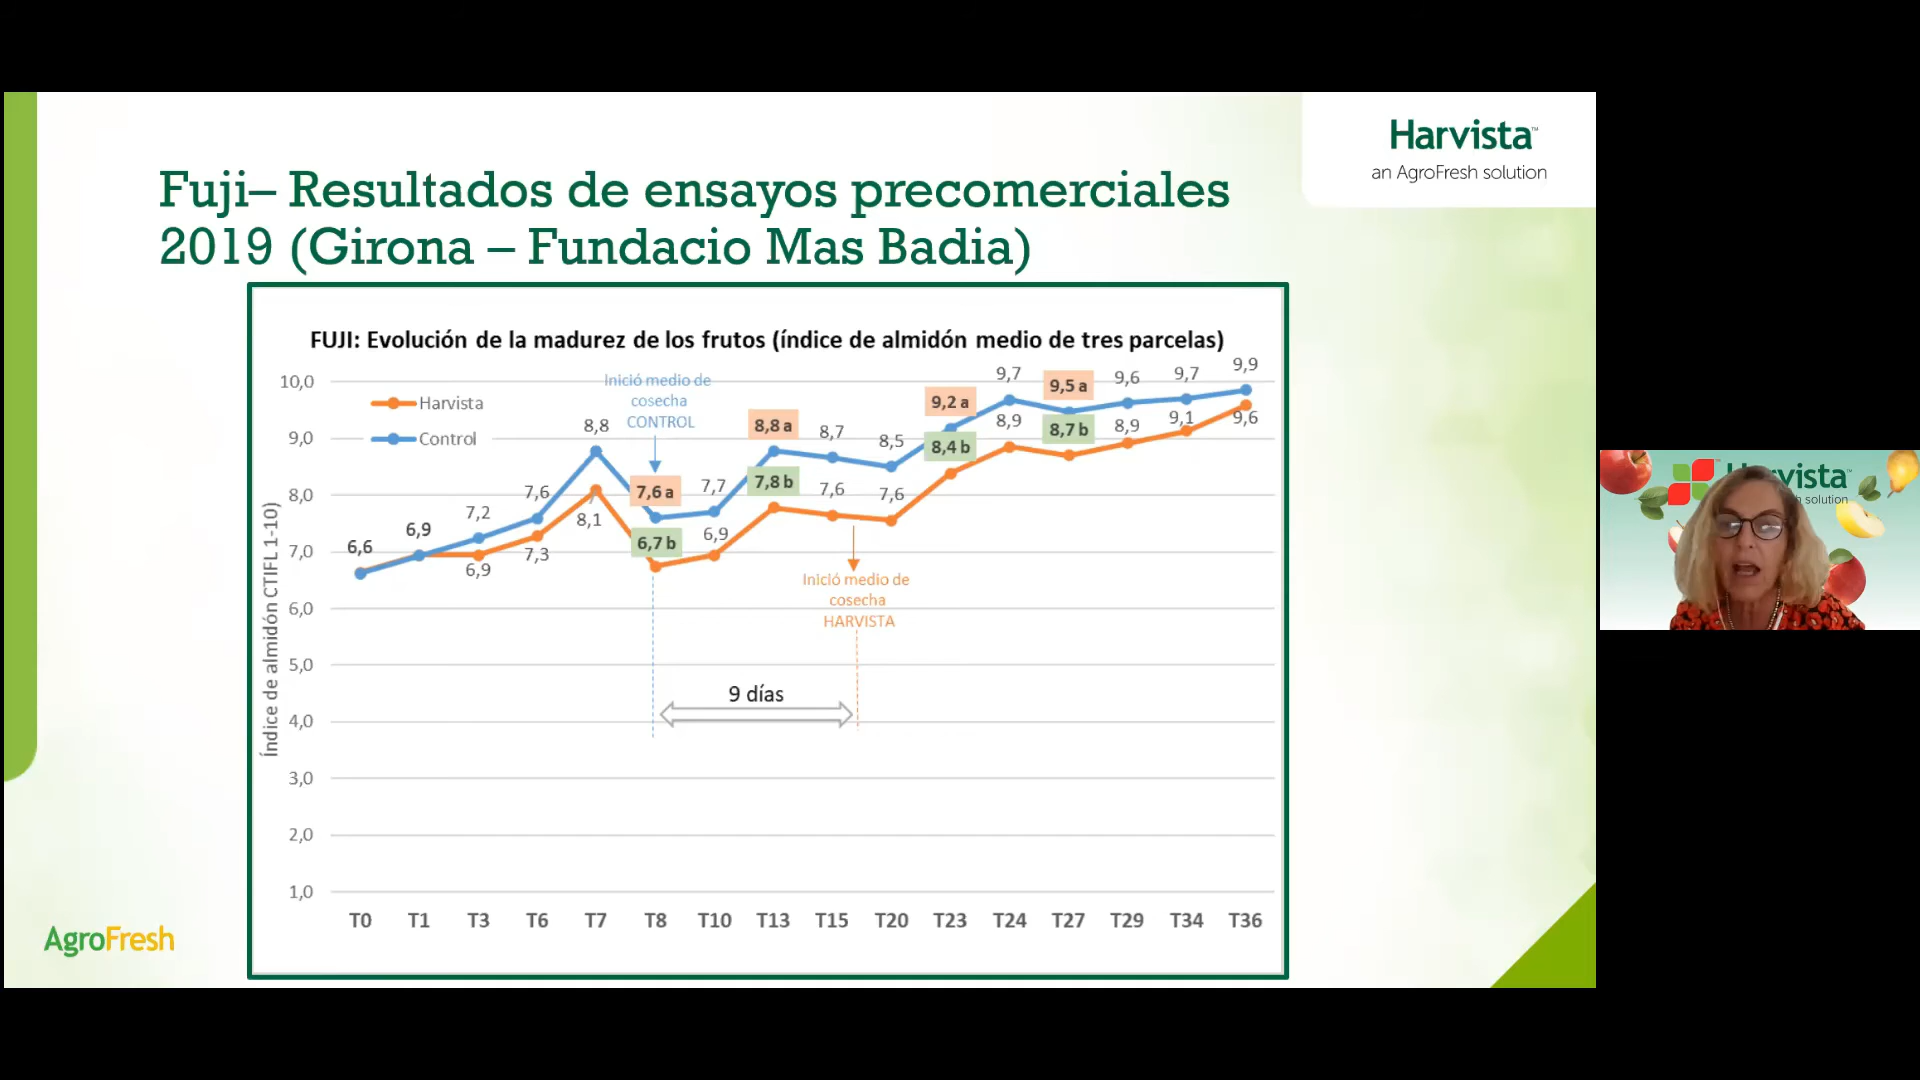 Harvista™
an AgroFresh solution
Fuji– Resultados de ensayos precomerciales
2019 (Girona – Fundacio Mas Badia)
FUJI: Evolución de la madurez de los frutos (índice de almidón medio de tres parcelas)
Índice de almidón CTIFL 1-10)
10,0
9,0
8,0
7,0
6,0
5,0
4,0
3,0
2,0
1,0
Harvista
Control
Inició medio de
cosecha
CONTROL
6,6
6,9
7,2
6,9
7,6
7,3
8,8
8,1
7,6 a
6,7 b
7,7
6,9
8,8 a
7,8 b
8,7
7,6
8,5
7,6
9,2 a
8,4 b
9,7
8,9
9,5 a
8,7 b
9,6
8,9
9,7
9,1
9,9
9,6
Inició medio de
cosecha
HARVISTA
9 días
T0 T1 T3 T6 T7 T8 T10 T13 T15 T20 T23 T24 T27 T29 T34 T36
AgroFresh
solution